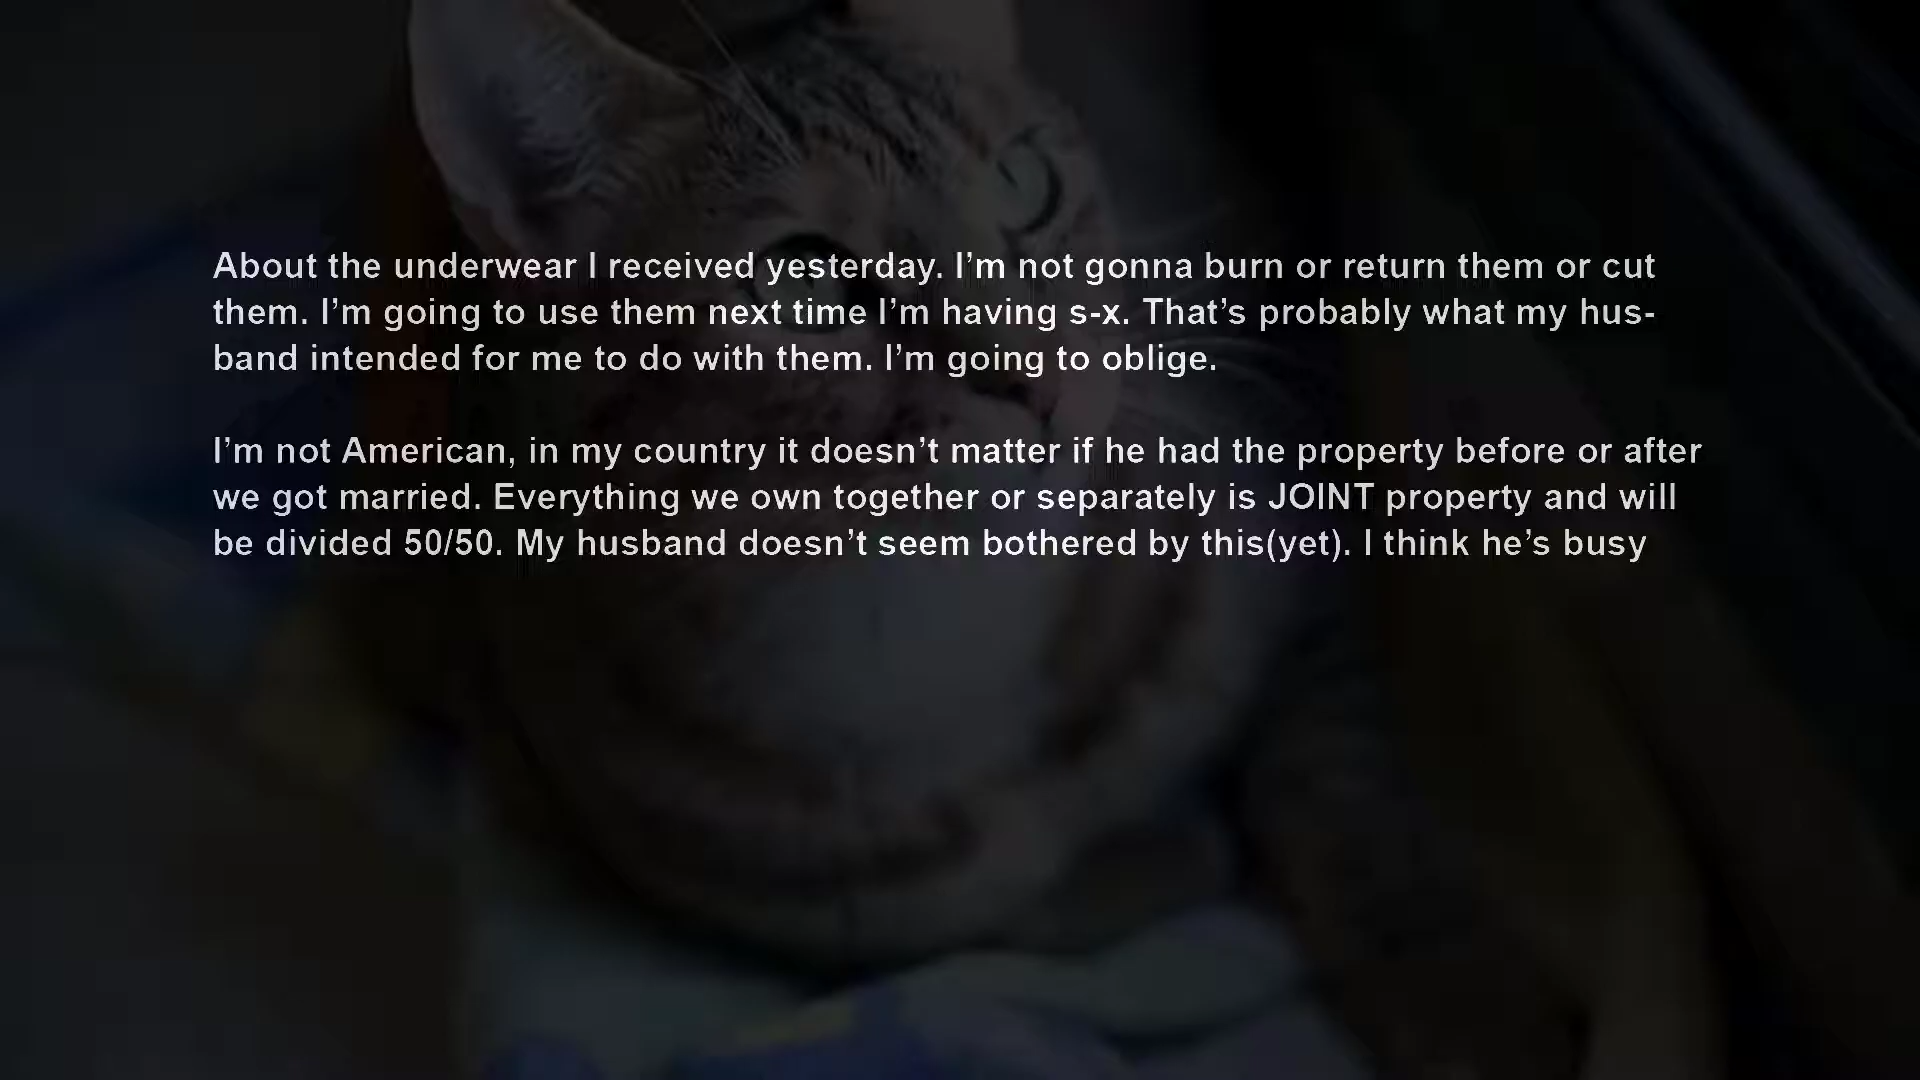 About the underwear I received yesterday. I’m not gonna burn or return them or cut
them. I’m going to use them next time I’m having s-x. That’s probably what my hus-
band intended for me to do with them. I’m going to oblige.
I’m not American, in my country it doesn’t matter if he had the property before or after
we got married. Everything we own together or separately is JOINT property and will
be divided 50/50. My husband doesn’t seem bothered by this(yet). I think he’s busy